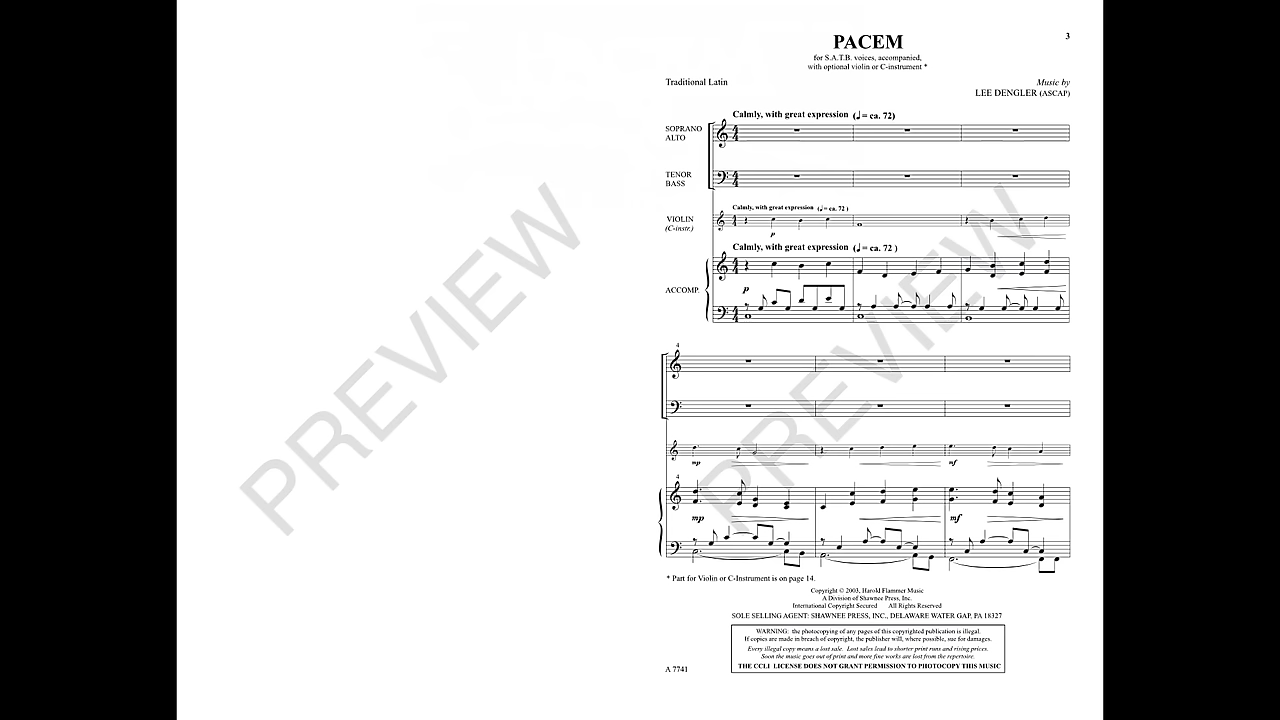 PACEM
3
for S.A.T.B. voices, accompanied,
with optional violin or C-instrument *
Traditional Latin
Music by
LEE DENGLER (ASCAP)
Calmly, with great expression (♩ = ca. 72)
SOPRANO
ALTO
TENOR
BASS
Calmly, with great expression (♩ = ca. 72 )
VIOLIN
(C-instr.)
p
Calmly, with great expression (♩ = ca. 72 )
ACCOMP.
p
4
mp
mf
4
mp
mf
* Part for Violin or C-Instrument is on page 14.
Copyright © 2003, Harold Flammer Music
A Division of Shawnee Press, Inc.
International Copyright Secured All Rights Reserved
SOLE SELLING AGENT: SHAWNEE PRESS, INC., DELAWARE WATER GAP, PA 18327
WARNING: the photocopying of any pages of this copyrighted publication is illegal.
If copies are made in breach of copyright, the publisher will, where possible, sue for damages.
Every illegal copy means a lost sale. Lost sales lead to shorter print runs and rising prices.
Soon the music goes out of print and more fine works are lost from the repertoire.
THE CCLI LICENSE DOES NOT GRANT PERMISSION TO PHOTOCOPY THIS MUSIC
A 7741
PREVIEW
PREVIEW